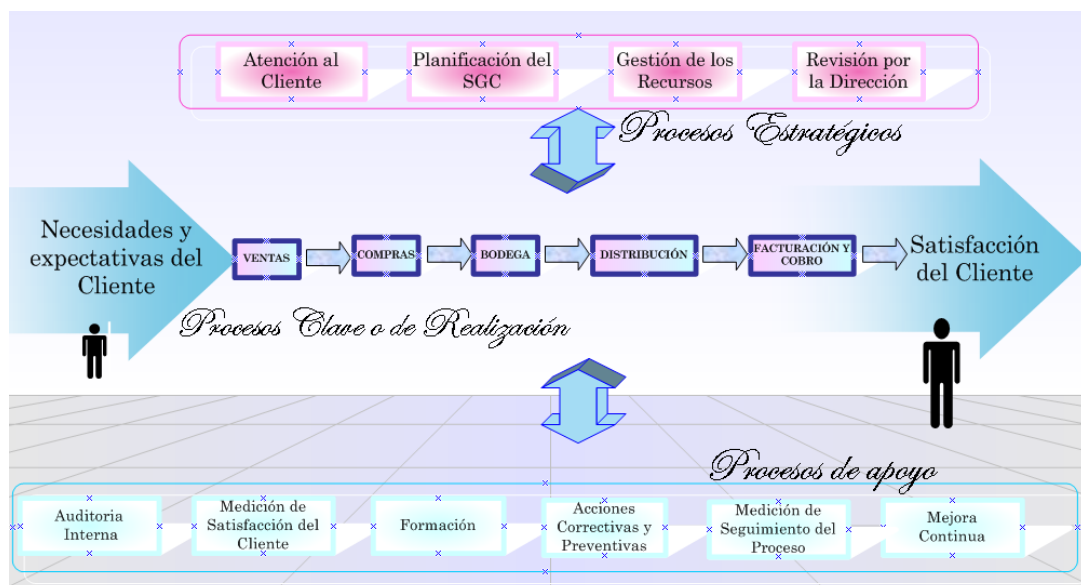 Atención al
Cliente
Planificación del
SGC
Gestión de los
Recursos
Revisión por
la Dirección
Procesos Estratégicos
Necesidades y
expectativas del
Cliente
VENTAS
COMPRAS
BODEGA
DISTRIBUCIÓN
FACTURACIÓN Y
COBRO
Satisfacción
del Cliente
Procesos Clave o de Realización
Procesos de apoyo
Auditoria
Interna
Medición de
Satisfacción del
Cliente
Formación
Acciones
Correctivas y
Preventivas
Medición de
Seguimiento del
Proceso
Mejora
Continua